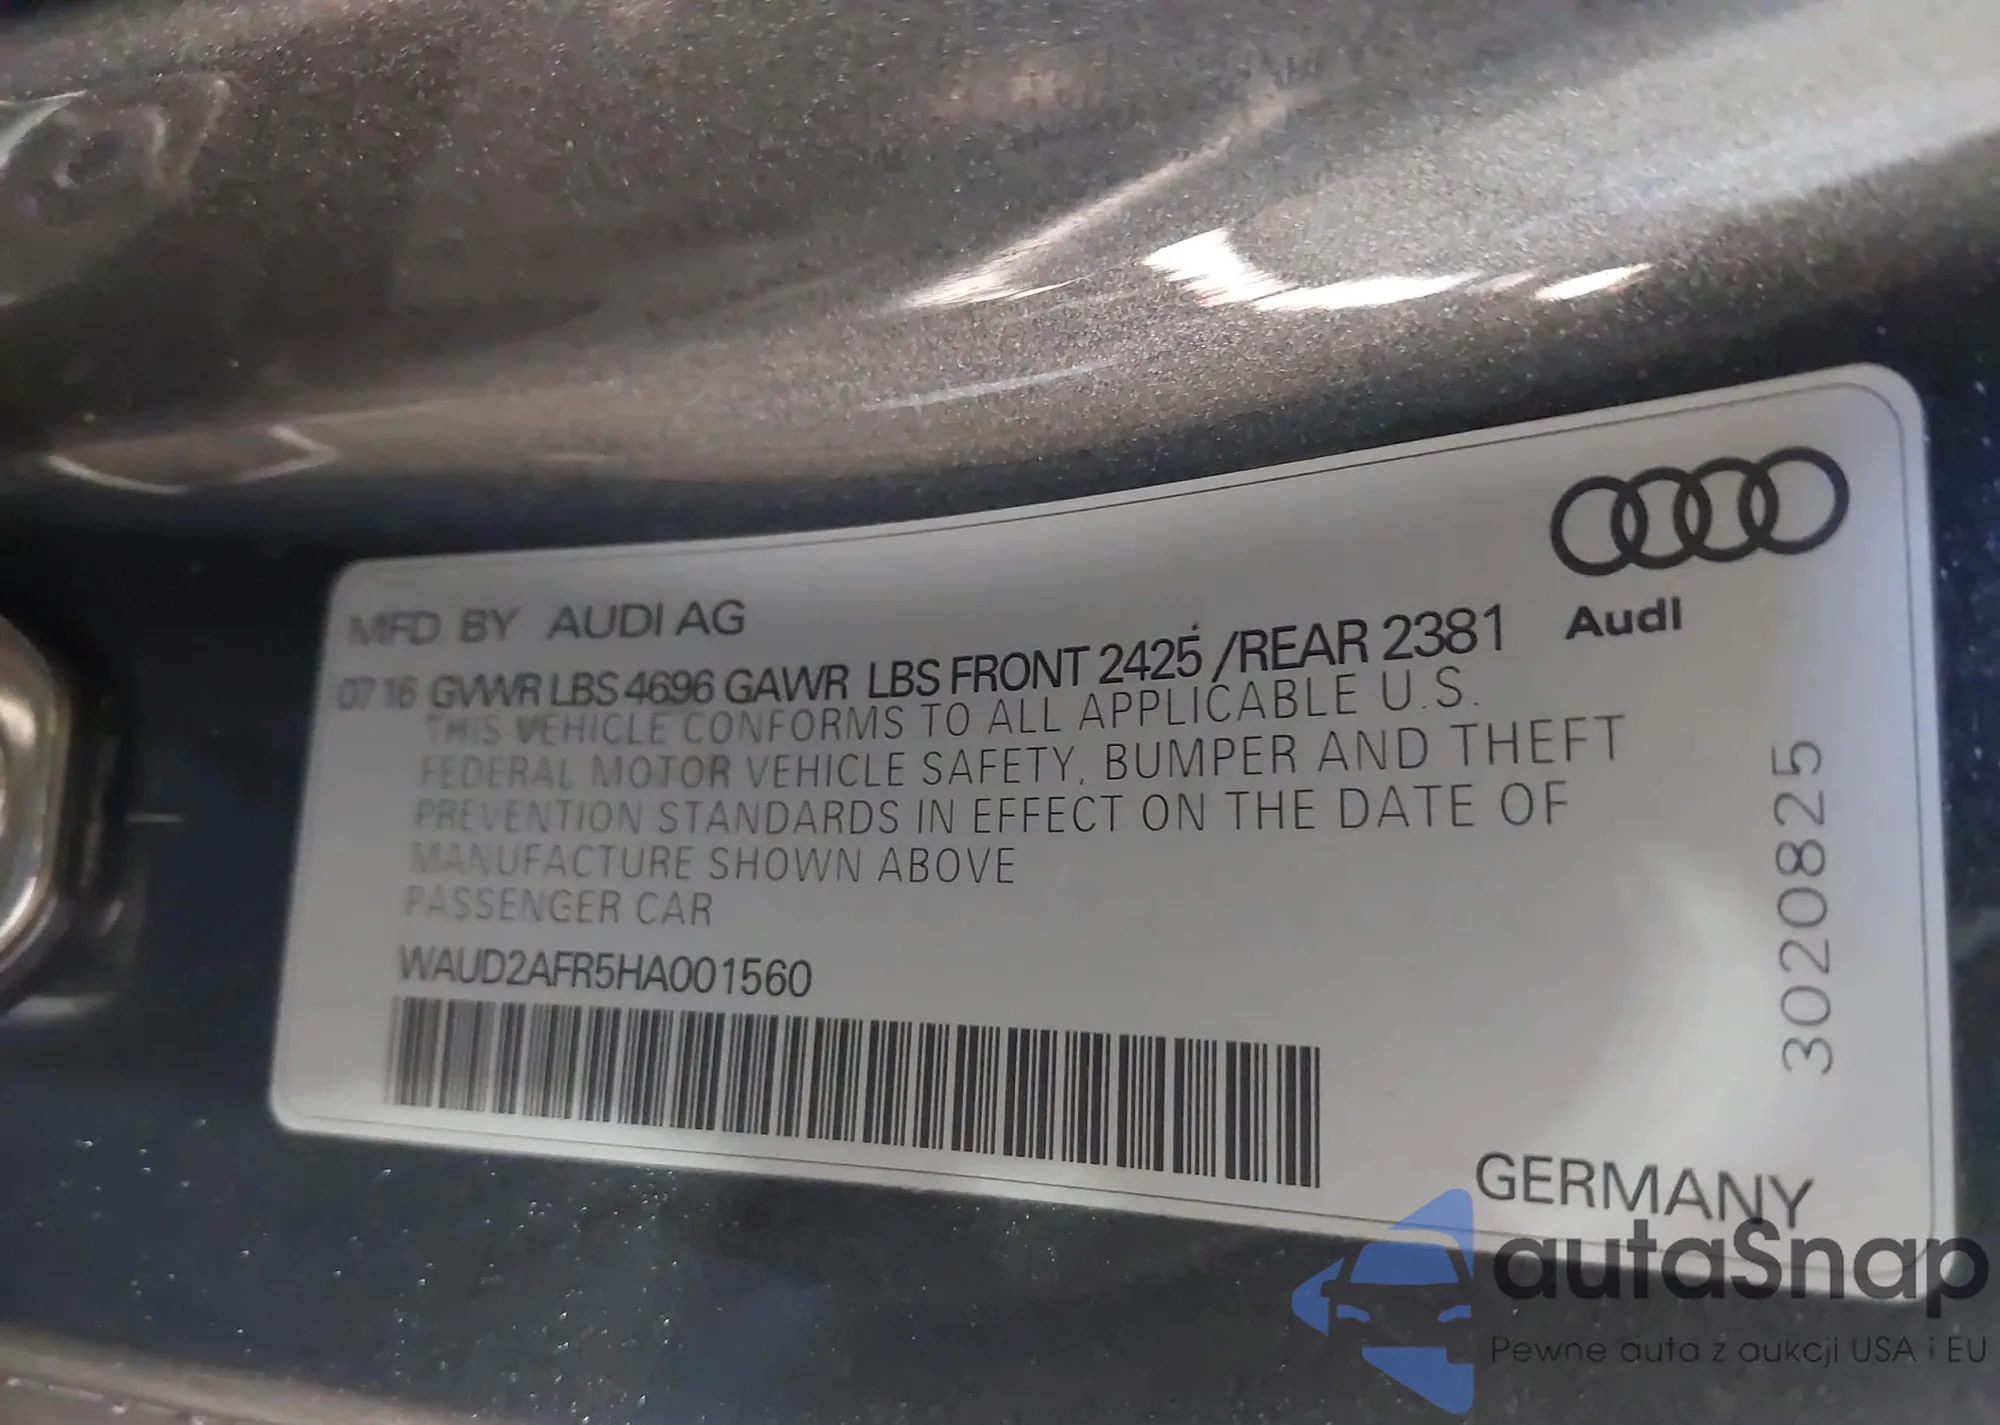 MFD. BY AUDI AG
07 16 GVWR LBS 4696 GAWR LBS FRONT 2425 /REAR 2381
THIS VEHICLE CONFORMS TO ALL APPLICABLE U.S.
FEDERAL MOTOR VEHICLE SAFETY, BUMPER AND THEFT
PREVENTION STANDARDS IN EFFECT ON THE DATE OF
MANUFACTURE SHOWN ABOVE
PASSENGER CAR
WAUD2AFR5HA001560
Audi
3020825
GERMANY
autaSnap
Pewne auta z aukcji USA i EU